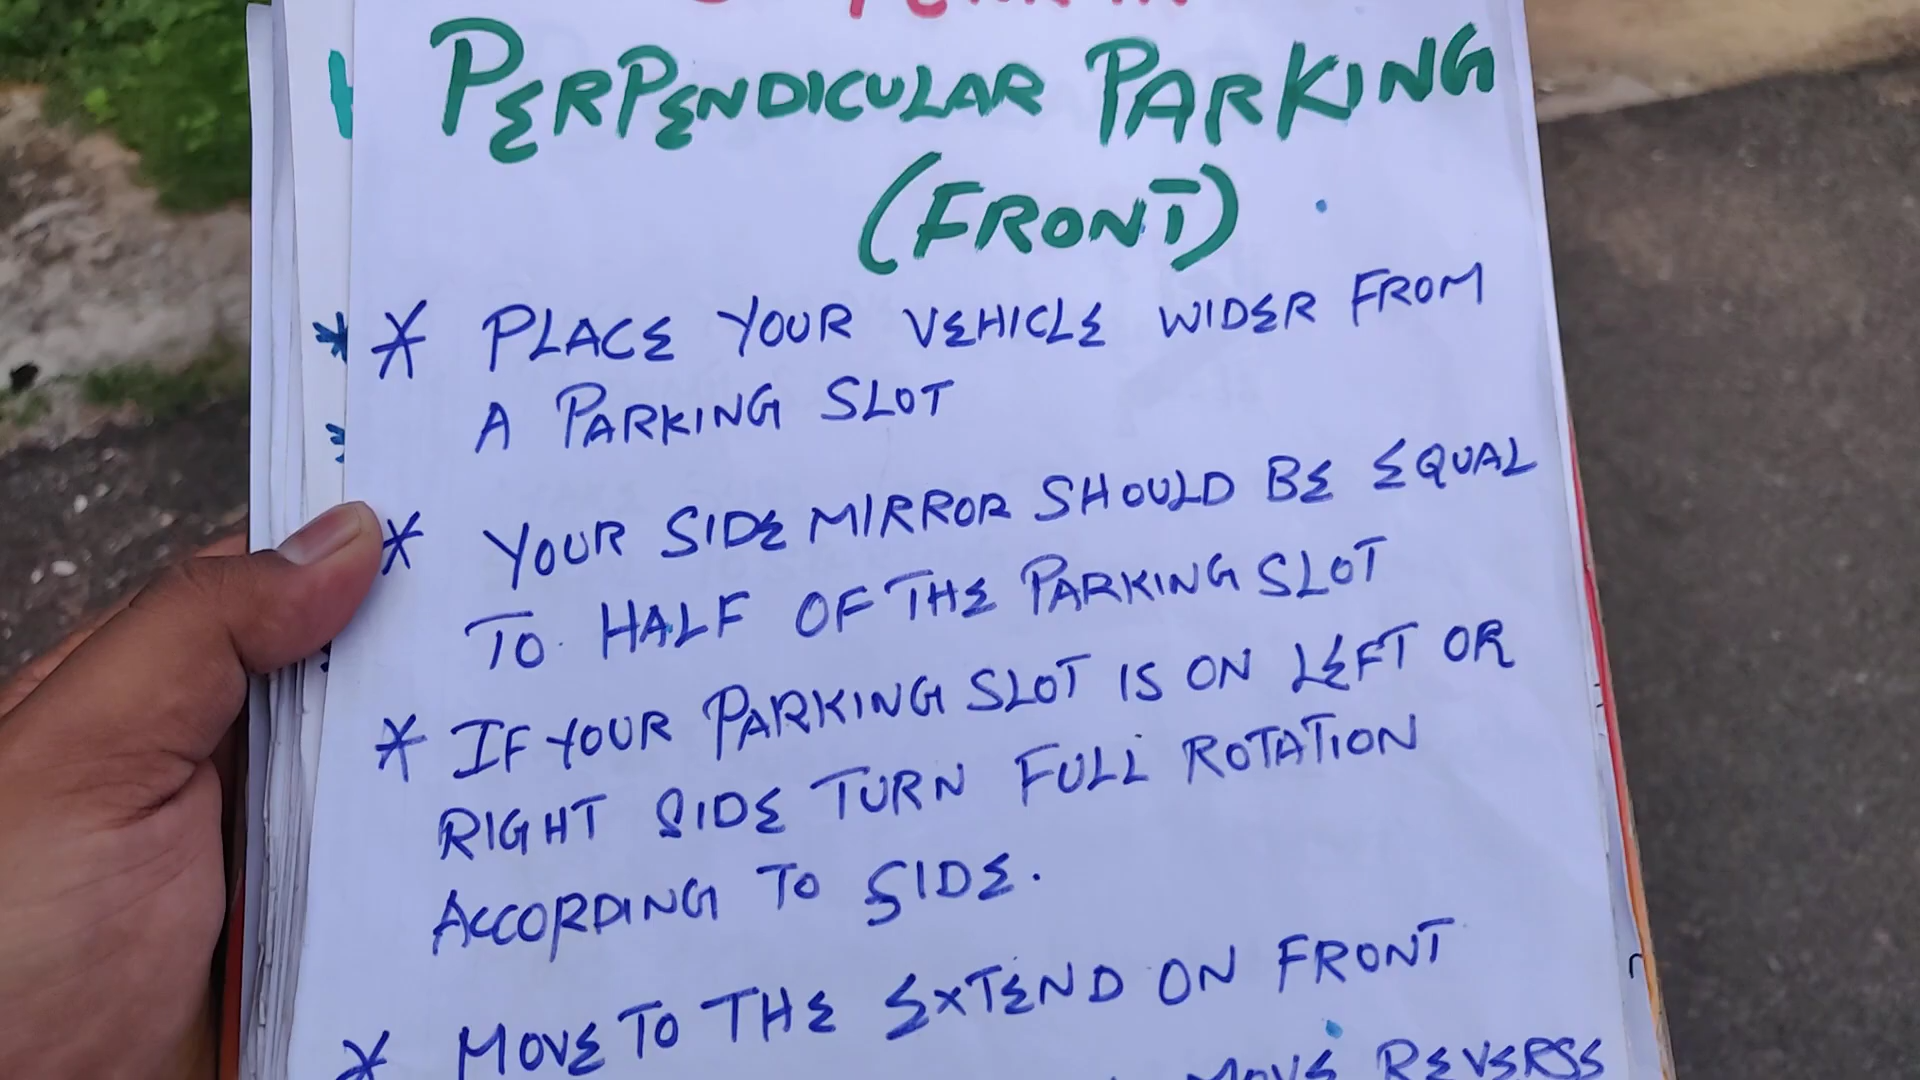 PERPENDICULAR PARKING
(FRONT)
* PLACE YOUR VEHICLE WIDER FROM
A PARKING SLOT
* YOUR SIDE MIRROR SHOULD BE EQUAL
TO HALF OF THE PARKING SLOT
* IF YOUR PARKING SLOT IS ON LEFT OR
RIGHT SIDE TURN FULL ROTATION
ACCORDING TO SIDE.
* MOVE TO THE EXTEND ON FRONT
MOVE REVERSE